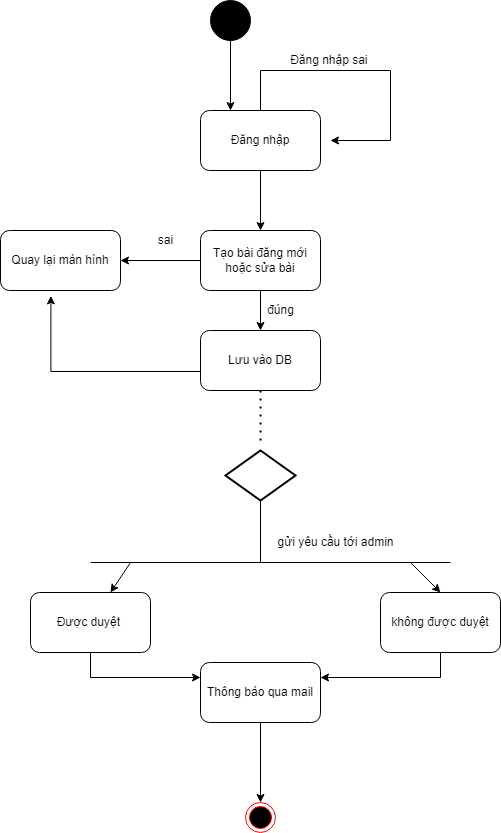 Đăng nhập sai
Đăng nhập
sai
Quay lại màn hình
Tạo bài đăng mới
hoặc sửa bài
đúng
Lưu vào DB
gửi yêu cầu tới admin
Được duyệt
không được duyệt
Thông báo qua mail